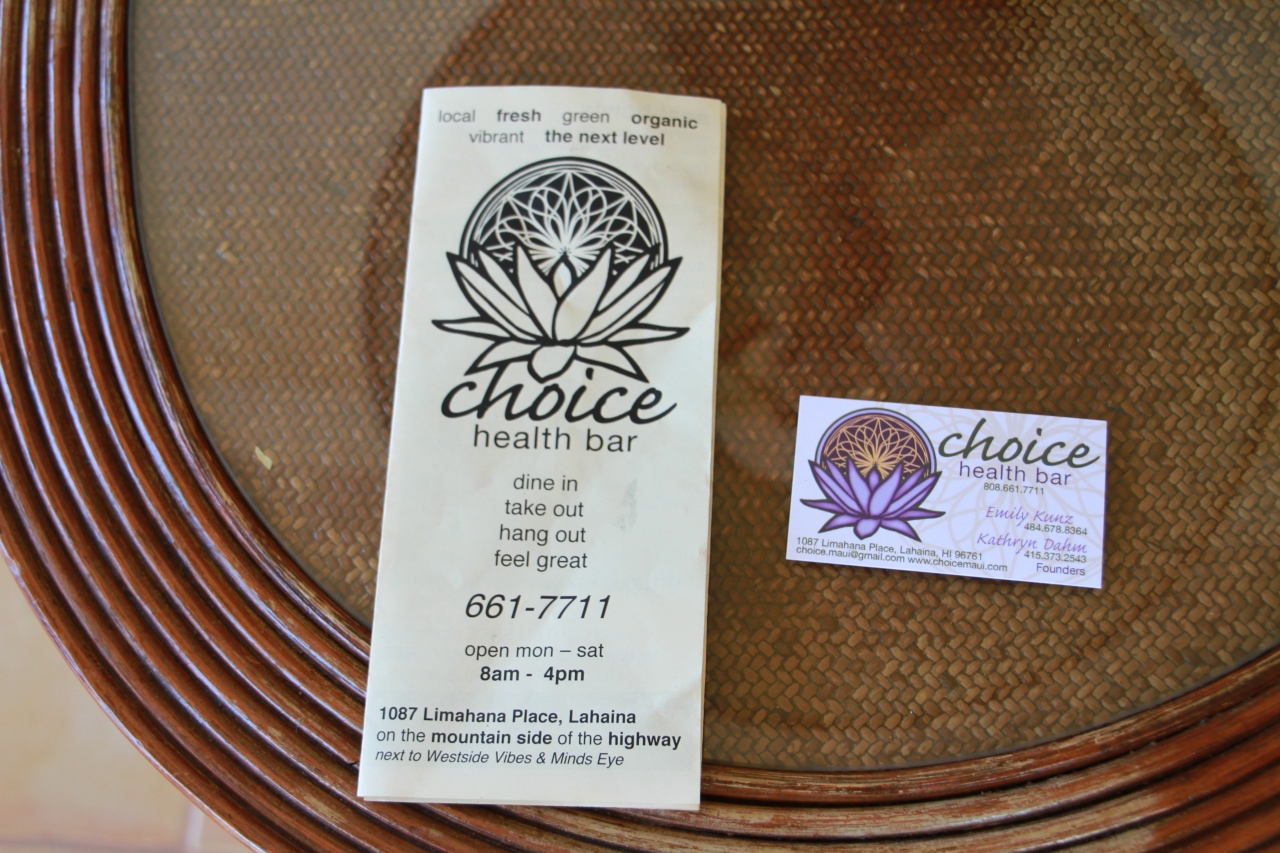 local fresh green organic
vibrant the next level
choice
health bar
dine in
take out
hang out
feel great
661-7711
open mon – sat
8am - 4pm
1087 Limahana Place, Lahaina
on the mountain side of the highway
next to Westside Vibes & Minds Eye
choice
health bar
808.661.7711
Emily Kunz
484.678.8364
Kathryn Dahm
415.373.2543
Founders
1087 Limahana Place, Lahaina, HI 96761
choice.maui@gmail.com www.choicemaui.com